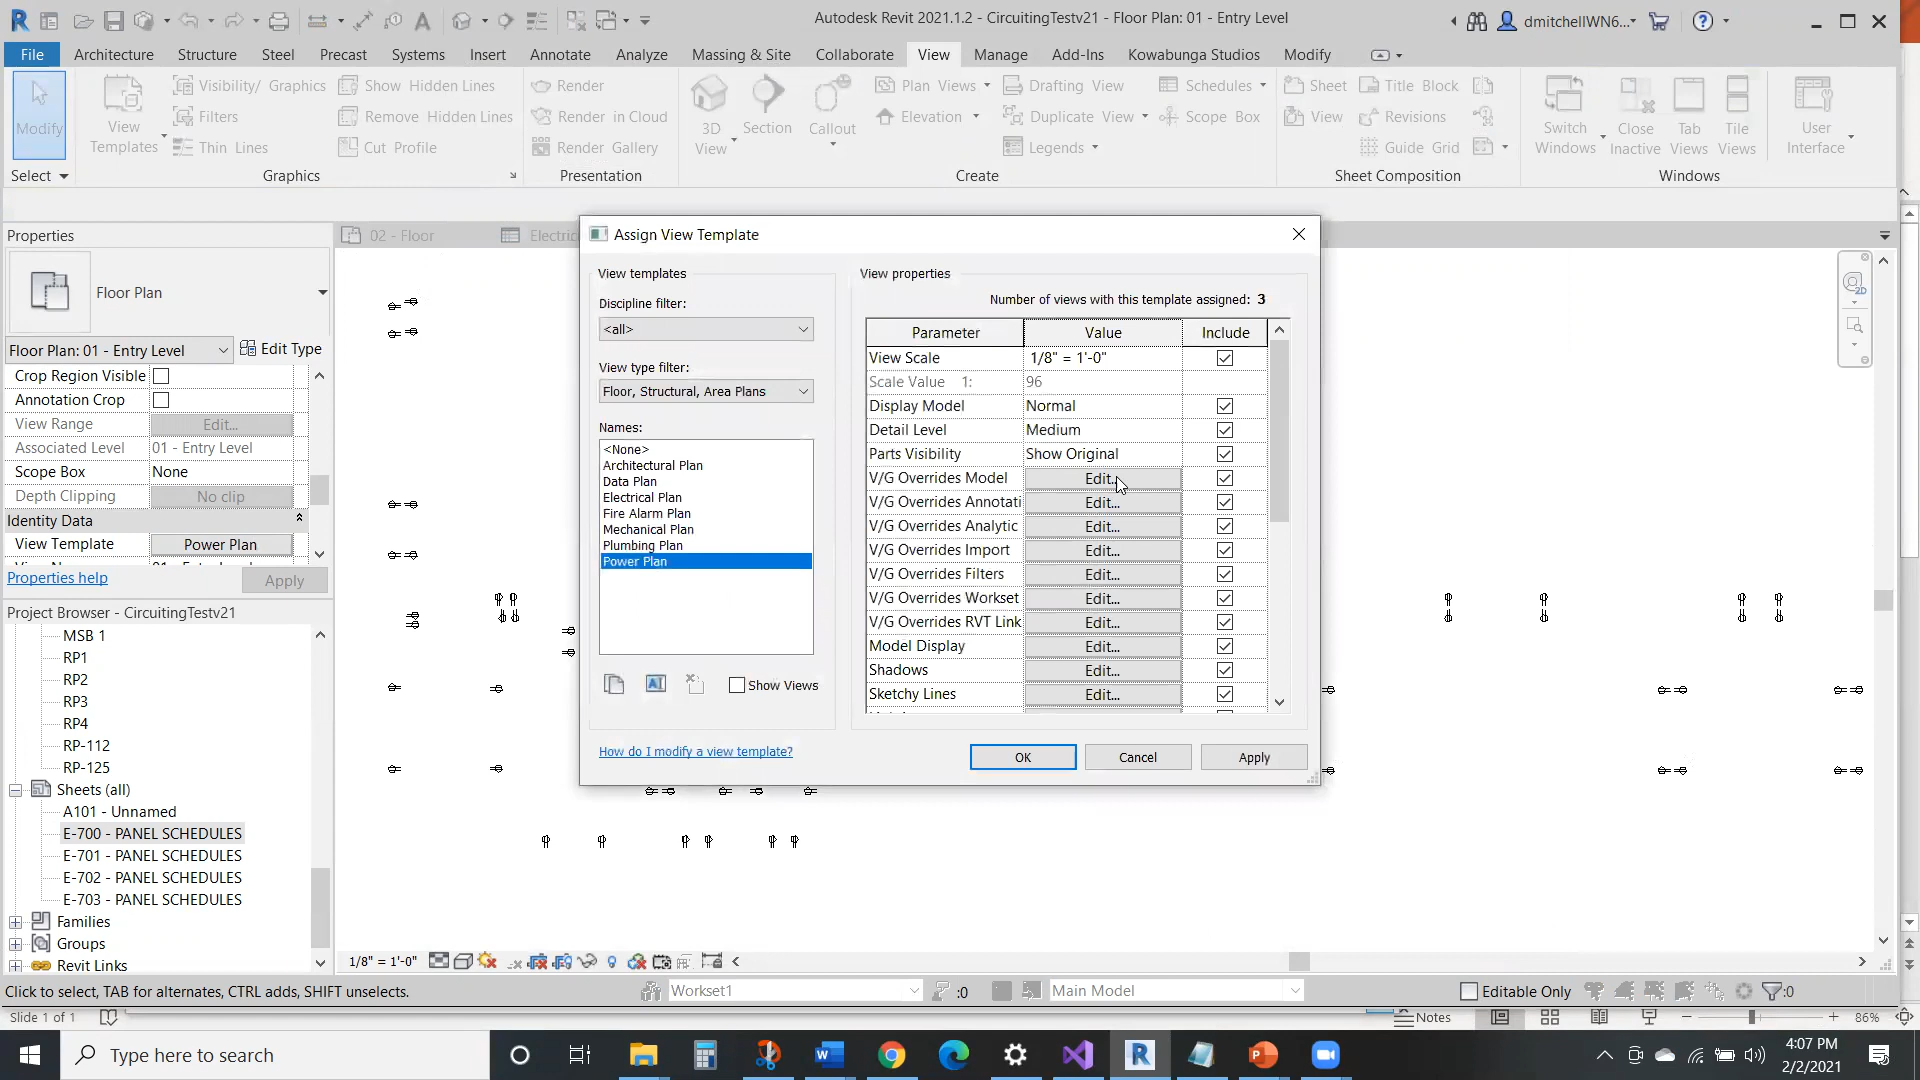 Autodesk Revit 2021.1.2 - CircuitingTestv21 - Floor Plan: 01 - Entry Level
dmitchellWN6...
File Architecture Structure Steel Precast Systems Insert Annotate Analyze Massing & Site Collaborate View Manage Add-Ins Kowabunga Studios Modify
Modify
View Templates
Visibility/ Graphics
Filters
Thin Lines
Show Hidden Lines
Remove Hidden Lines
Cut Profile
Render
Render in Cloud
Render Gallery
3D View
Section
Callout
Plan Views
Elevation
Drafting View
Duplicate View
Legends
Schedules
Scope Box
Sheet
View
Title Block
Revisions
Guide Grid
Switch Windows
Close Inactive
Tab Views
Tile Views
User Interface
Select Graphics Presentation Create Sheet Composition Windows
Properties
Floor Plan
Floor Plan: 01 - Entry Level Edit Type
Crop Region Visible
Annotation Crop
View Range Edit...
Associated Level 01 - Entry Level
Scope Box None
Depth Clipping No clip
Identity Data
View Template Power Plan
Properties help Apply
Project Browser - CircuitingTestv21
MSB 1
RP1
RP2
RP3
RP4
RP-112
RP-125
Sheets (all)
A101 - Unnamed
E-700 - PANEL SCHEDULES
E-701 - PANEL SCHEDULES
E-702 - PANEL SCHEDULES
E-703 - PANEL SCHEDULES
Families
Groups
Revit Links
02 - Floor
Assign View Template
View templates
Discipline filter:
<all>
View type filter:
Floor, Structural, Area Plans
Names:
<None>
Architectural Plan
Data Plan
Electrical Plan
Fire Alarm Plan
Mechanical Plan
Plumbing Plan
Power Plan
Show Views
How do I modify a view template?
View properties
Number of views with this template assigned: 3
Parameter Value Include
View Scale 1/8" = 1'-0"
Scale Value 1: 96
Display Model Normal
Detail Level Medium
Parts Visibility Show Original
V/G Overrides Model Edit...
V/G Overrides Annotati Edit...
V/G Overrides Analytic Edit...
V/G Overrides Import Edit...
V/G Overrides Filters Edit...
V/G Overrides Workset Edit...
V/G Overrides RVT Link Edit...
Model Display Edit...
Shadows Edit...
Sketchy Lines Edit...
OK Cancel Apply
1/8" = 1'-0"
Click to select, TAB for alternates, CTRL adds, SHIFT unselects.
Workset1
:0
Main Model
Editable Only
:0
Slide 1 of 1
Notes
86%
Type here to search
4:07 PM
2/2/2021